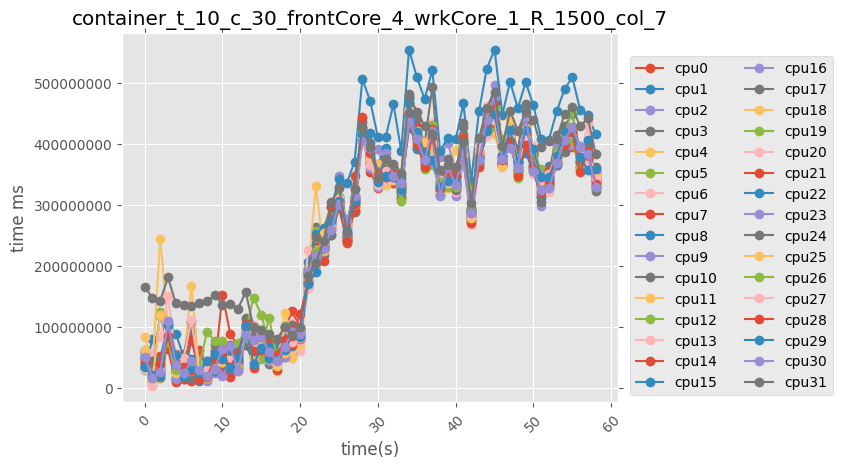 container_t_10_c_30_frontCore_4_wrkCore_1_R_1500_col_7
time ms
500000000
400000000
300000000
200000000
100000000
0
0
10
20
30
40
50
60
time(s)
cpu0
cpu1
cpu2
cpu3
cpu4
cpu5
cpu6
cpu7
cpu8
cpu9
cpu10
cpu11
cpu12
cpu13
cpu14
cpu15
cpu16
cpu17
cpu18
cpu19
cpu20
cpu21
cpu22
cpu23
cpu24
cpu25
cpu26
cpu27
cpu28
cpu29
cpu30
cpu31